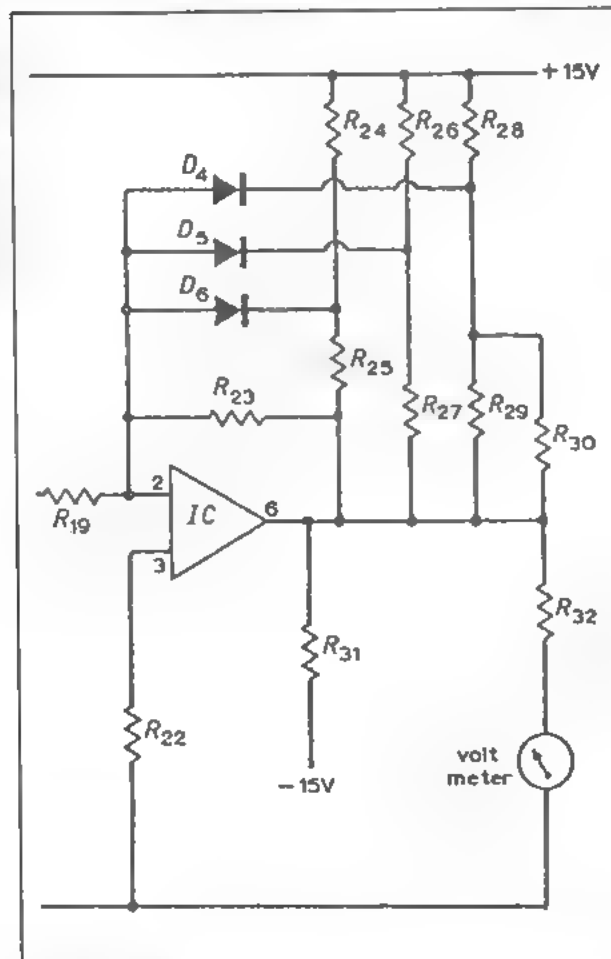 +15V
R24
R26
R28
D4
D5
D6
R25
R23
R27
R29
R30
2
6
R19
IC
3
R32
R31
R22
volt
meter
-15V